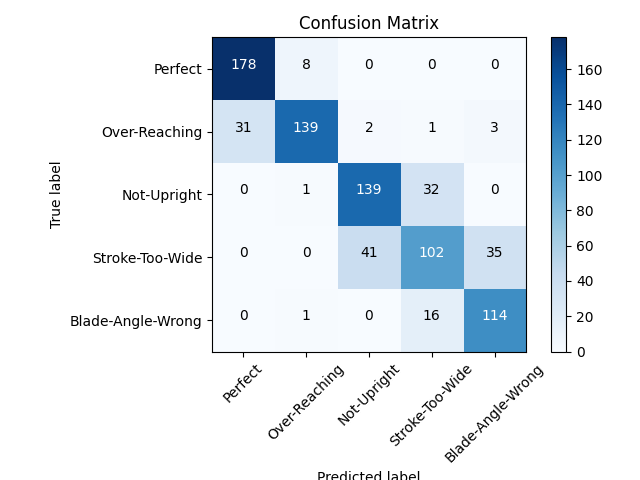 Confusion Matrix
Perfect 178 8 0 0 0
Over-Reaching 31 139 2 1 3
Not-Upright 0 1 139 32 0
Stroke-Too-Wide 0 0 41 102 35
Blade-Angle-Wrong 0 1 0 16 114
True label
Perfect Over-Reaching Not-Upright Stroke-Too-Wide Blade-Angle-Wrong
Predicted label
160
140
120
100
80
60
40
20
0